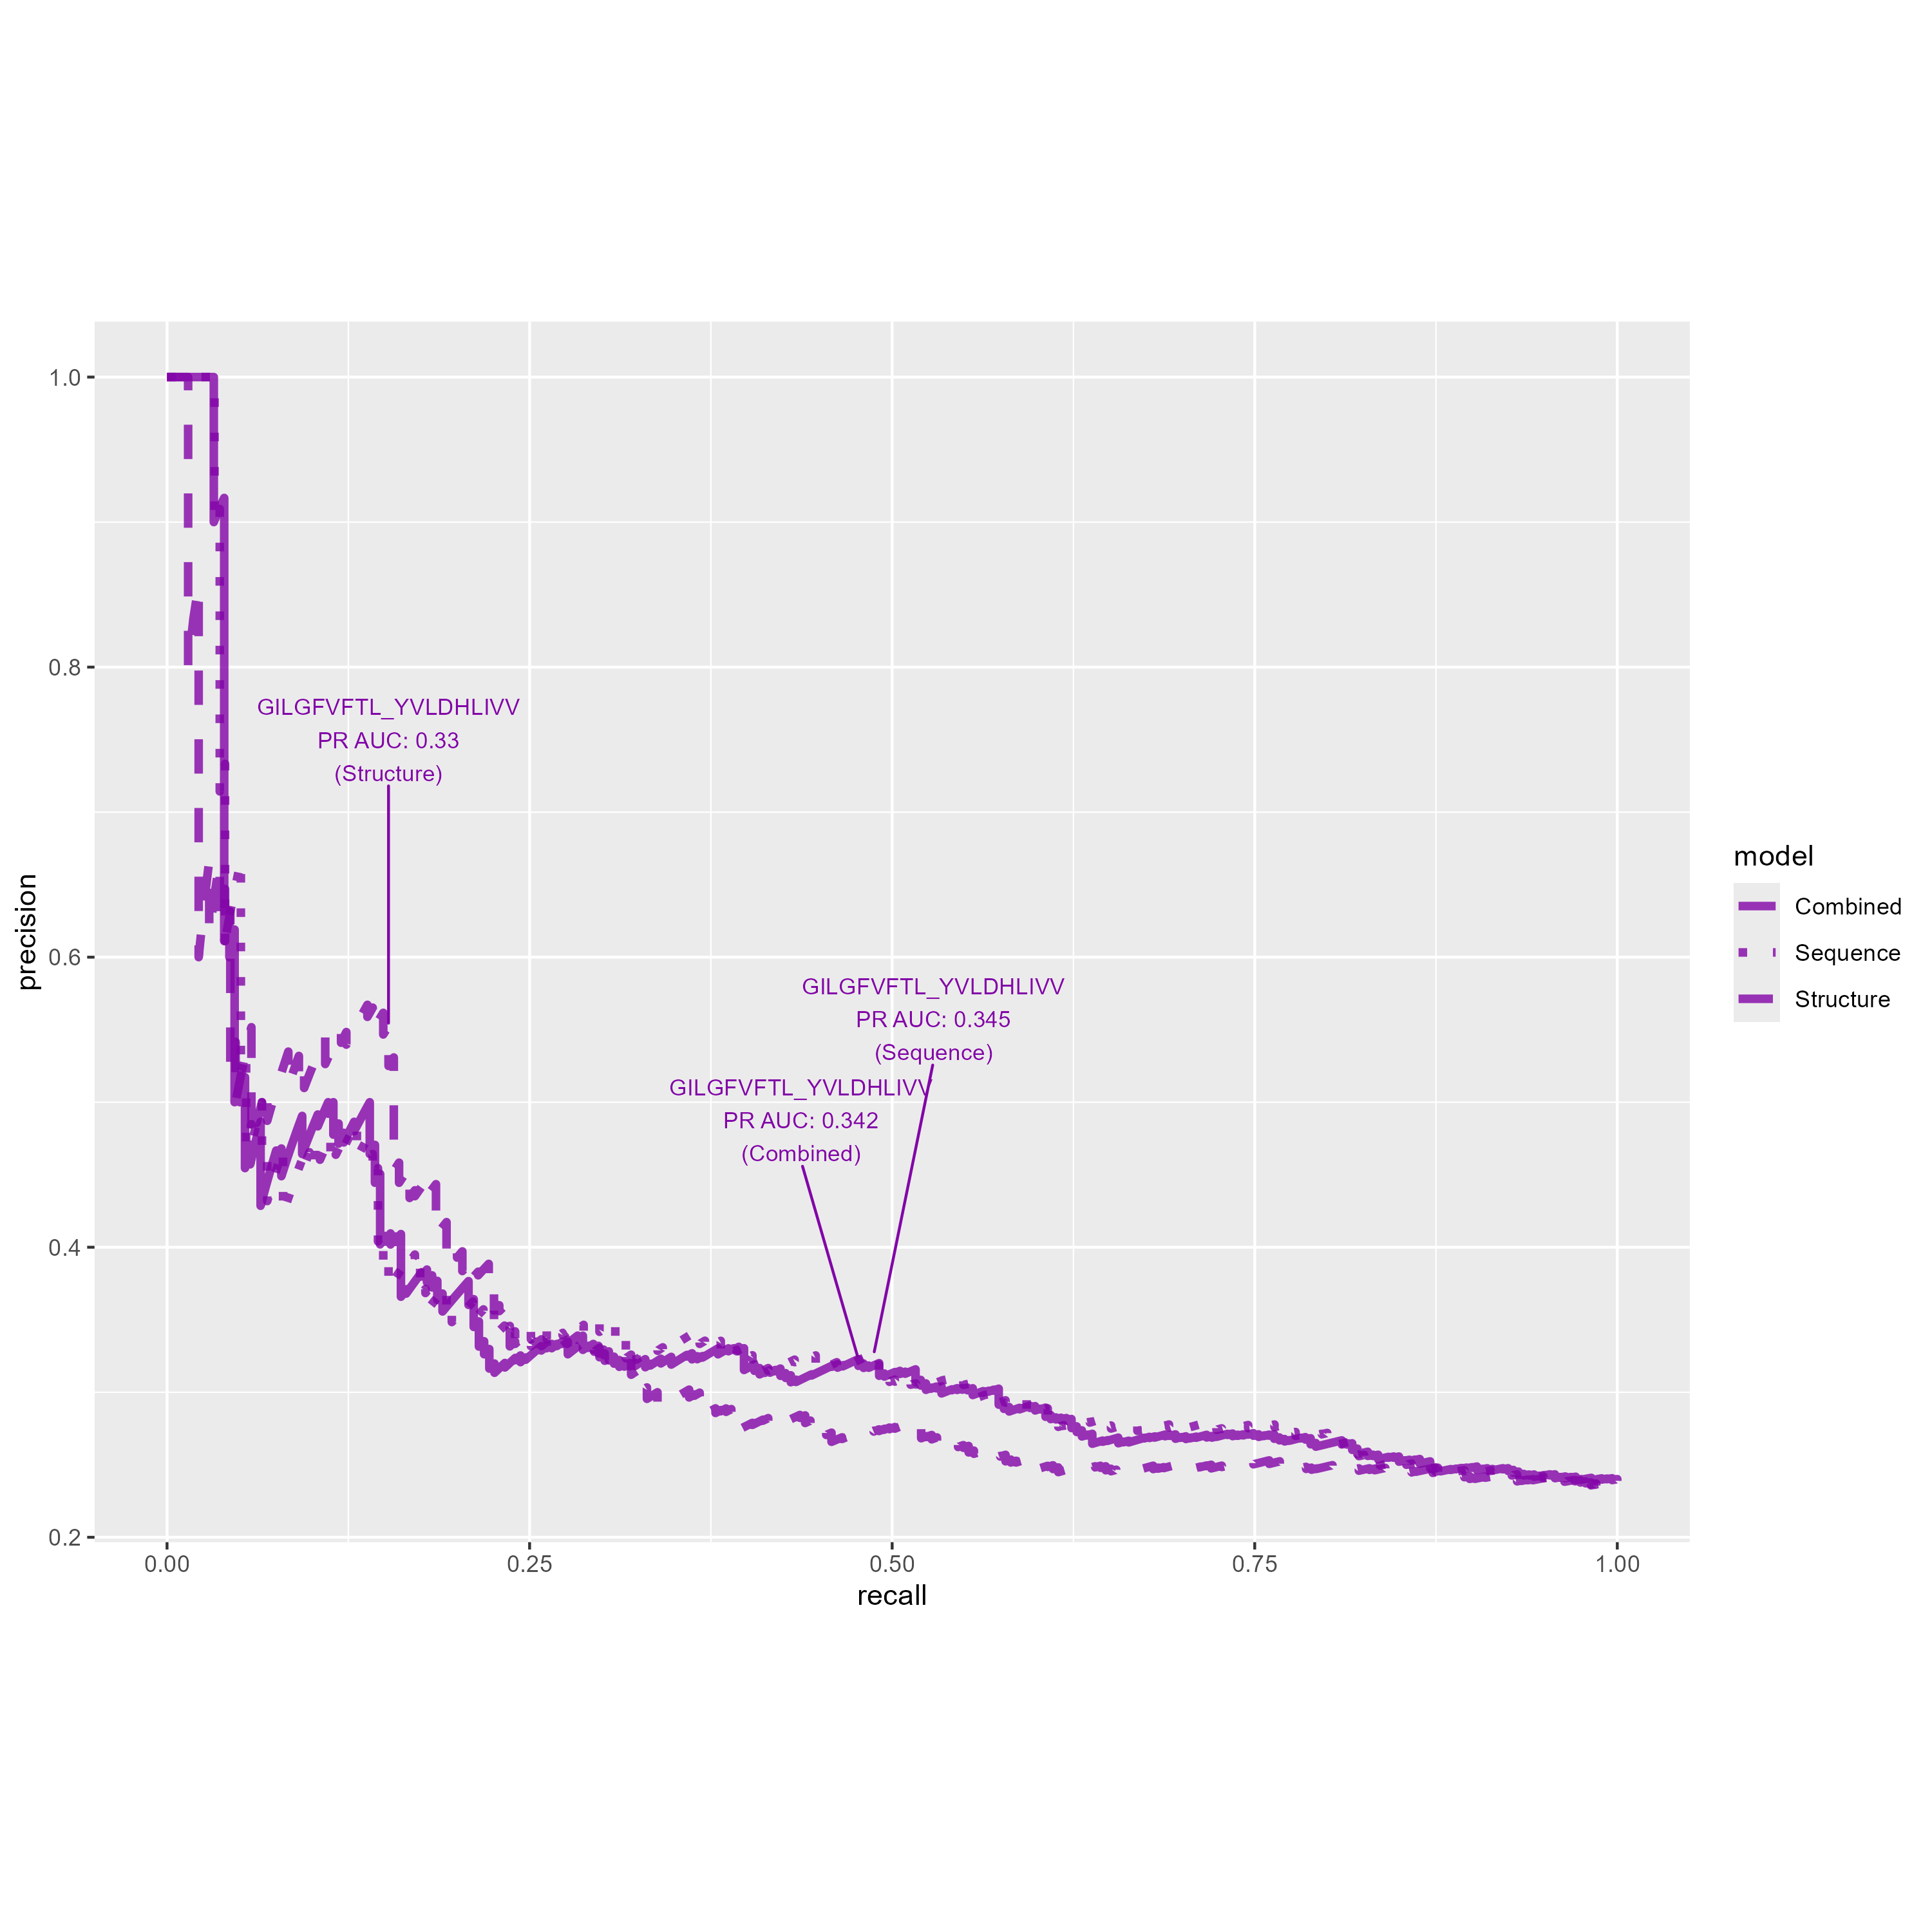 1.0
0.8
0.6
0.4
0.2
precision
GILGFVFTL_YVLDHLIVV
PR AUC: 0.33
(Structure)
GILGFVFTL_YVLDHLIVV
PR AUC: 0.345
(Sequence)
GILGFVFTL_YVLDHLIVV
PR AUC: 0.342
(Combined)
0.00
0.25
0.50
0.75
1.00
recall
model
Combined
Sequence
Structure